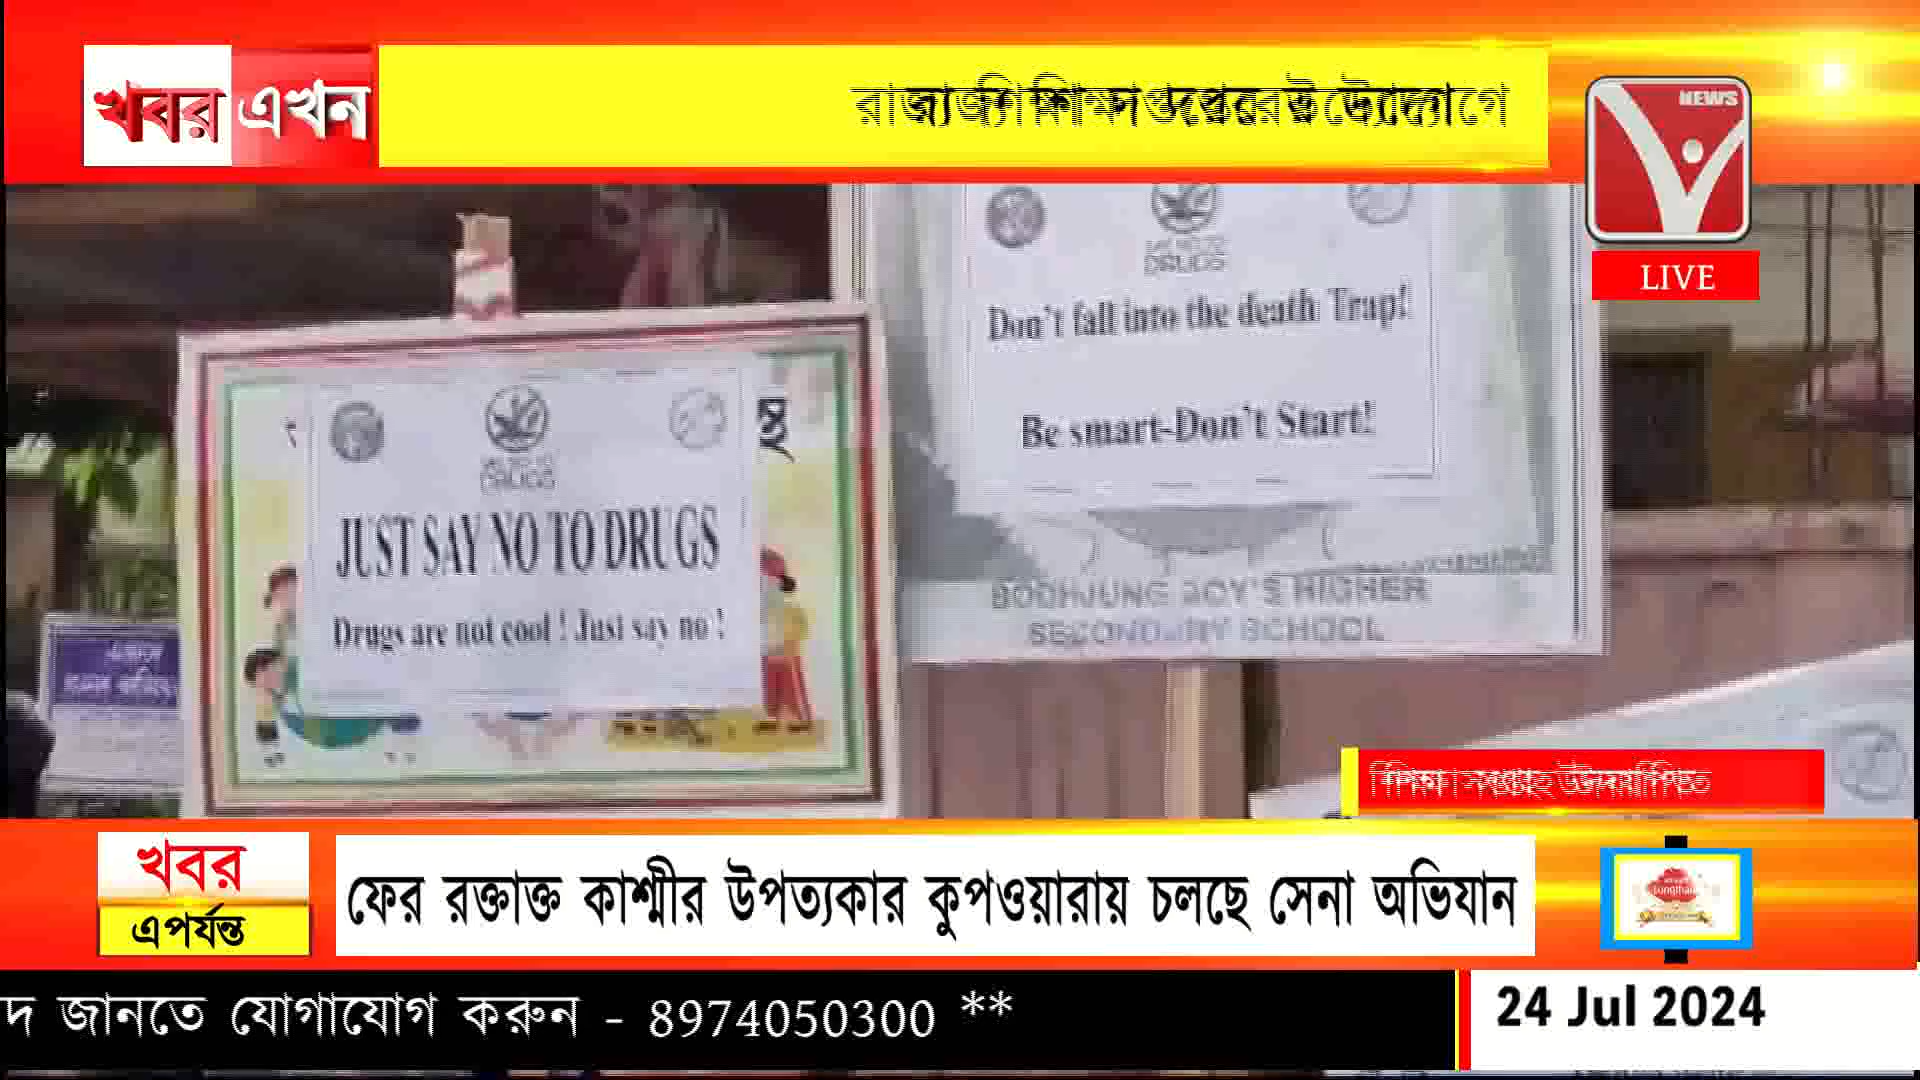 খবর এখন
NEWS
LIVE
DRUGS
Don't fall into the death Trap!
Be smart-Don't Start!
BODHJUNG BOY'S HIGHER
SECONDARY SCHOOL
DRUGS
JUST SAY NO TO DRUGS
Drugs are not cool ! Just say no !
খবর
এপর্যন্ত
ফের রক্তাক্ত কাশ্মীর উপত্যকার কুপওয়ারায় চলছে সেনা অভিযান
দ জানতে যোগাযোগ করুন - 8974050300 **
24 Jul 2024